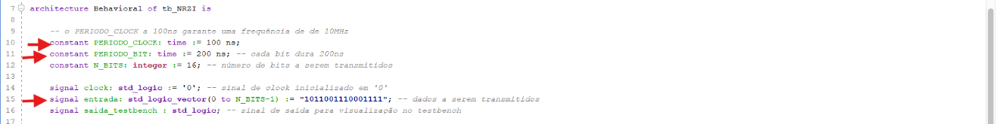 7 architecture Behavioral of tb_NRZI is
8
9 -- o PERIODO_CLOCK a 100ns garante uma frequência de de 10MHz
10 constant PERIODO_CLOCK: time := 100 ns;
11 constant PERIODO_BIT: time := 200 ns; -- cada bit dura 200ns
12 constant N_BITS: integer := 16; -- número de bits a serem transmitidos
13
14 signal clock: std_logic := '0'; -- sinal de clock inicializado em '0'
15 signal entrada: std_logic_vector(0 to N_BITS-1) := "1011001110001111"; -- dados a serem transmitidos
16 signal saida_testbench : std_logic; -- sinal de saída para visualização no testbench
17